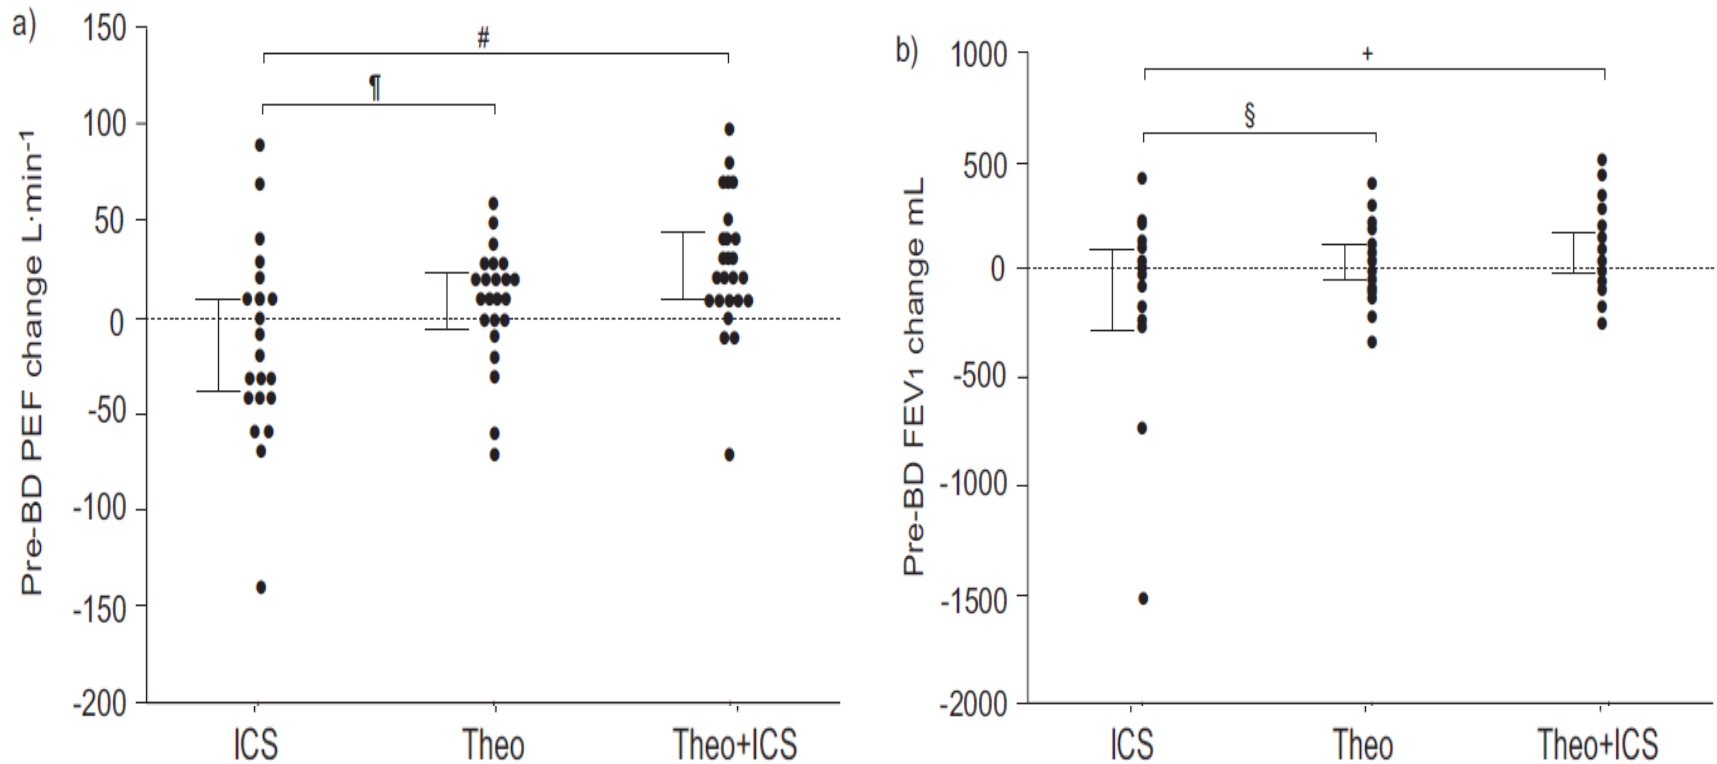 a)
Pre-BD PEF change L·min⁻¹
150
100
50
0
-50
-100
-150
-200
#
¶
ICS
Theo
Theo+ICS
b)
Pre-BD FEV₁ change mL
1000
500
0
-500
-1000
-1500
-2000
+
§
ICS
Theo
Theo+ICS